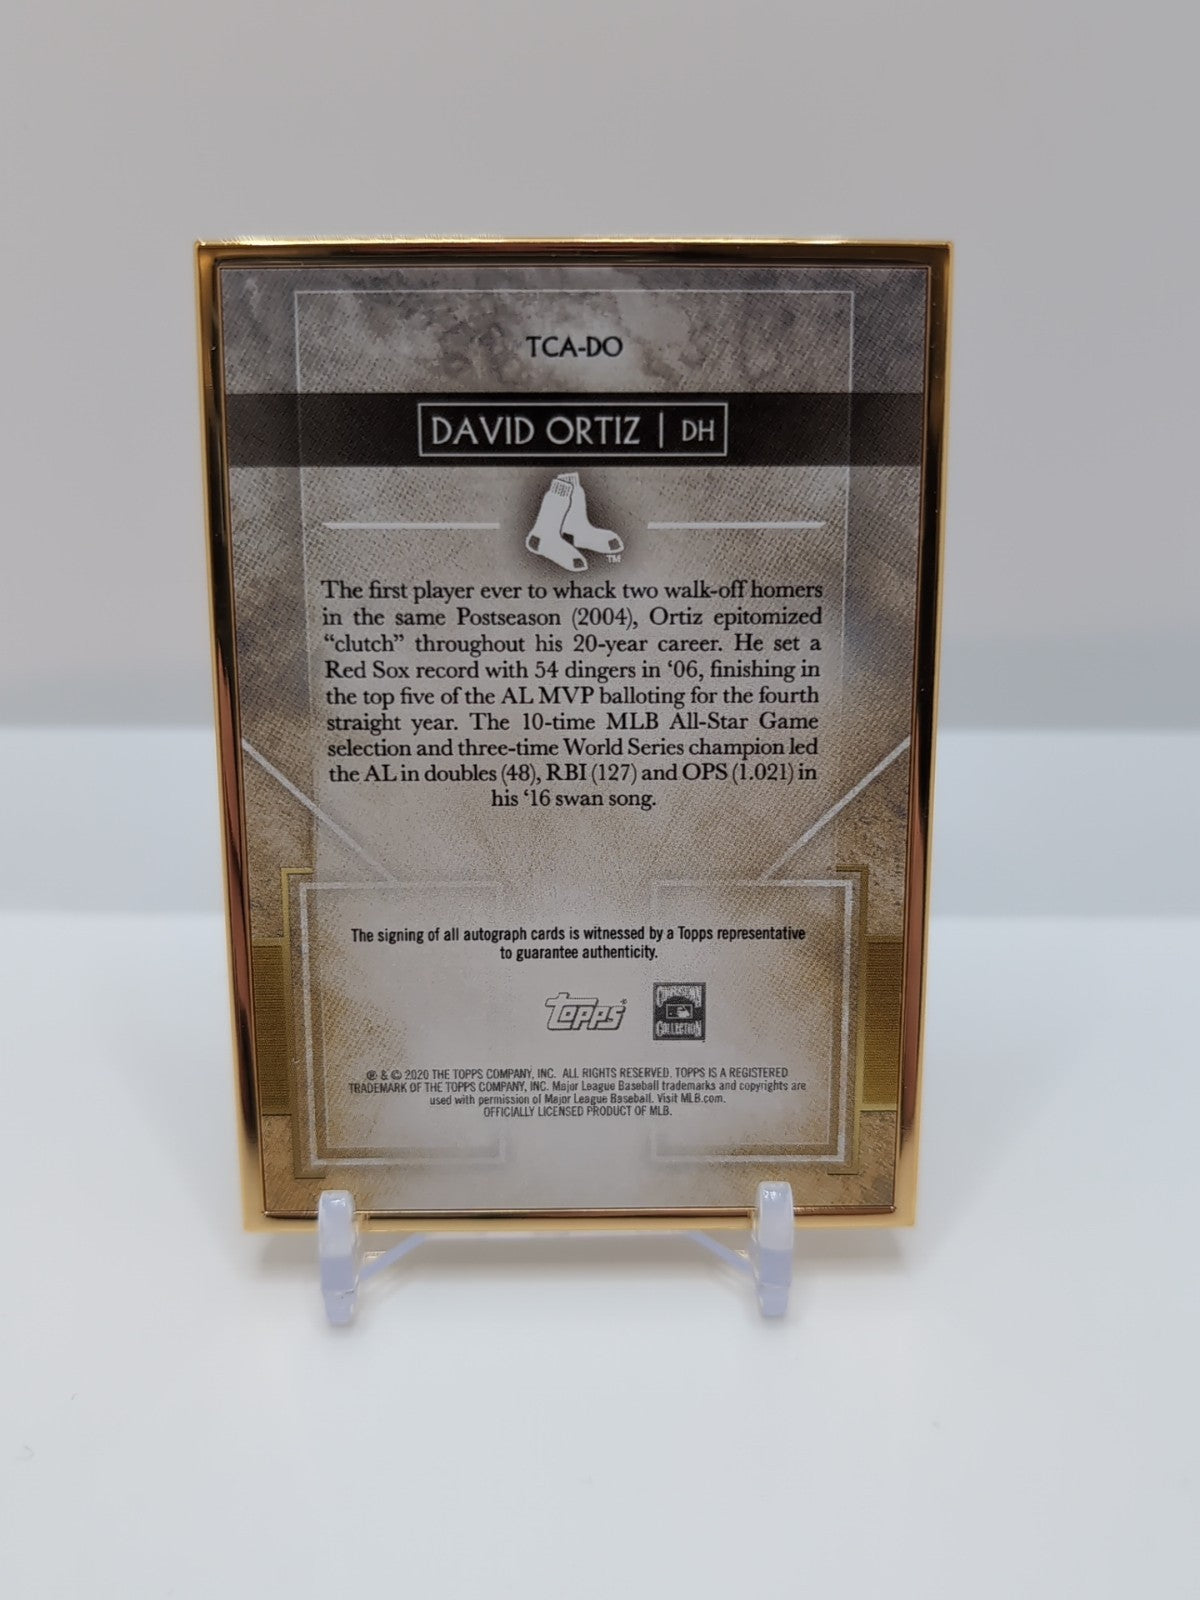 TCA-DO
DAVID ORTIZ | DH
TM
The first player ever to whack two walk-off homers
in the same Postseason (2004), Ortiz epitomized
“clutch” throughout his 20-year career. He set a
Red Sox record with 54 dingers in ‘06, finishing in
the top five of the AL MVP balloting for the fourth
straight year. The 10-time MLB All-Star Game
selection and three-time World Series champion led
the AL in doubles (48), RBI (127) and OPS (1.021) in
his ‘16 swan song.
The signing of all autograph cards is witnessed by a Topps representative
to guarantee authenticity.
Topps®
COOPERSTOWN
COLLECTION
℗ & © 2020 THE TOPPS COMPANY, INC. ALL RIGHTS RESERVED. TOPPS IS A REGISTERED
TRADEMARK OF THE TOPPS COMPANY, INC. Major League Baseball trademarks and copyrights are
used with permission of Major League Baseball. Visit MLB.com.
OFFICIALLY LICENSED PRODUCT OF MLB.